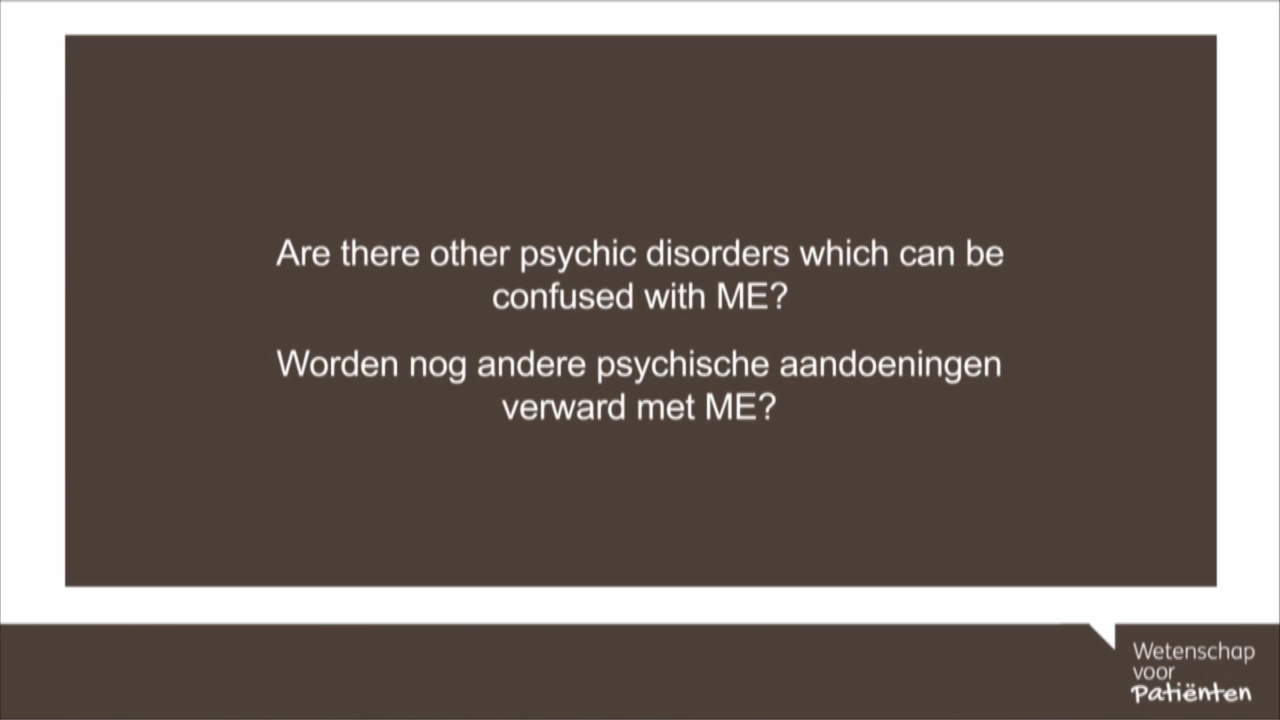 Are there other psychic disorders which can be
confused with ME?
Worden nog andere psychische aandoeningen
verward met ME?
Wetenschap
voor
Patiënten